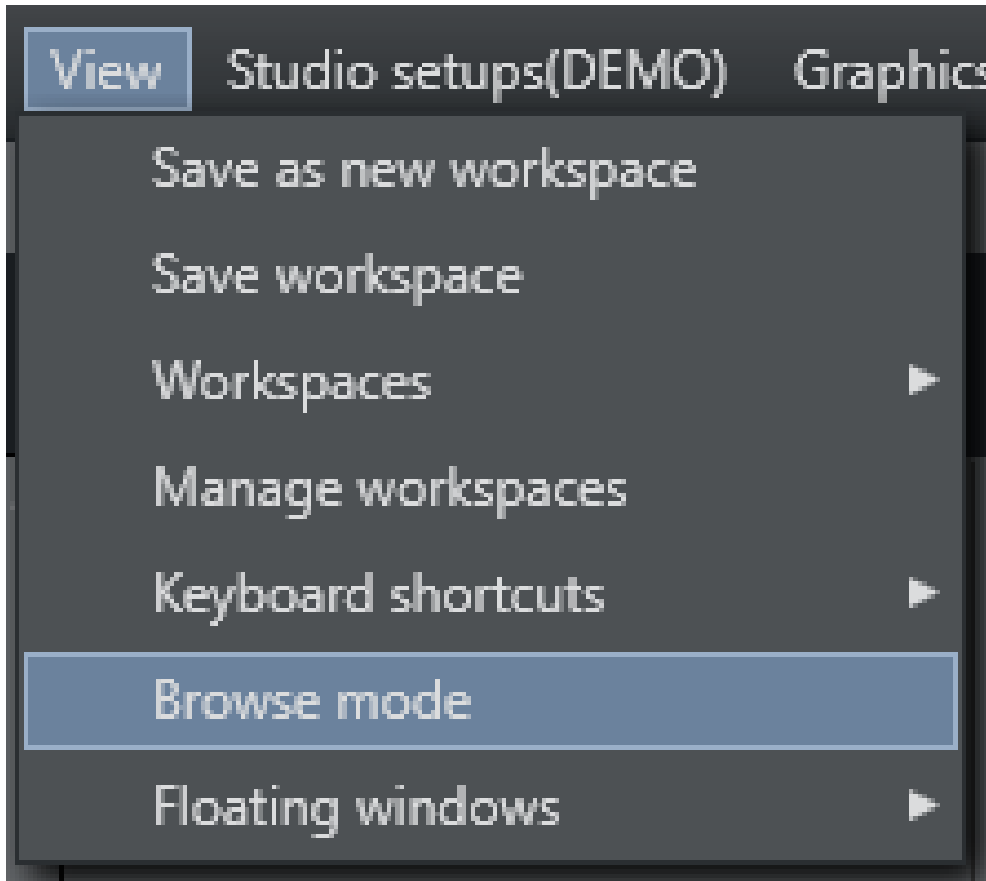 View Studio setups(DEMO) Graphics
Save as new workspace
Save workspace
Workspaces
Manage workspaces
Keyboard shortcuts
Browse mode
Floating windows